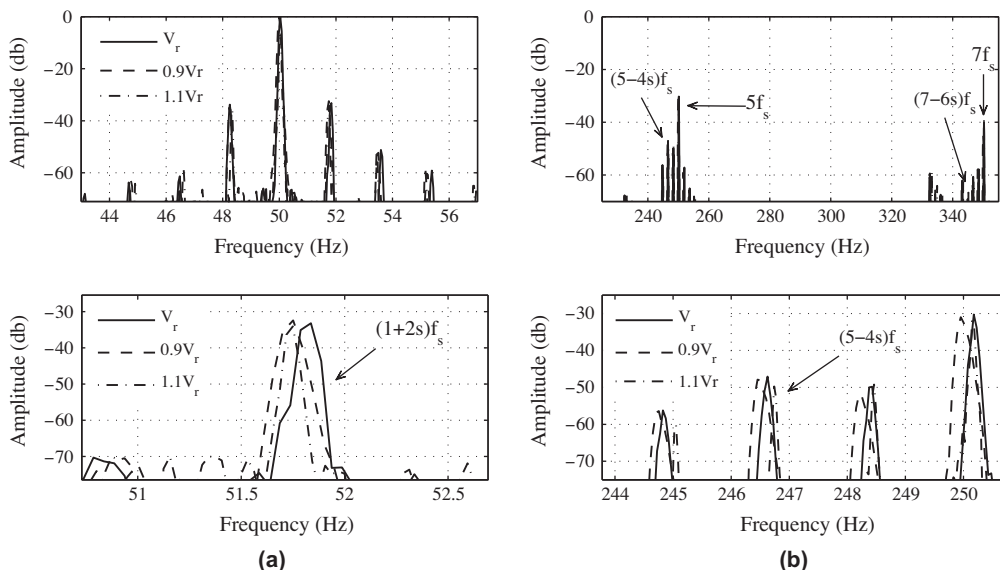 0
−20
−40
−60
Amplitude (db)
V_r
0.9Vr
1.1Vr
44 46 48 50 52 54 56
Frequency (Hz)
0
−20
−40
−60
Amplitude (db)
(5−4s)f_s
5f_s
(7−6s)f_s
7f_s
240 260 280 300 320 340
Frequency (Hz)
−30
−40
−50
−60
−70
Amplitude (db)
V_r
0.9V_r
1.1V_r
(1+2s)f_s
51 51.5 52 52.5
Frequency (Hz)
(a)
−30
−40
−50
−60
−70
Amplitude (db)
V_r
0.9V_r
1.1Vr
(5−4s)f_s
244 245 246 247 248 249 250
Frequency (Hz)
(b)